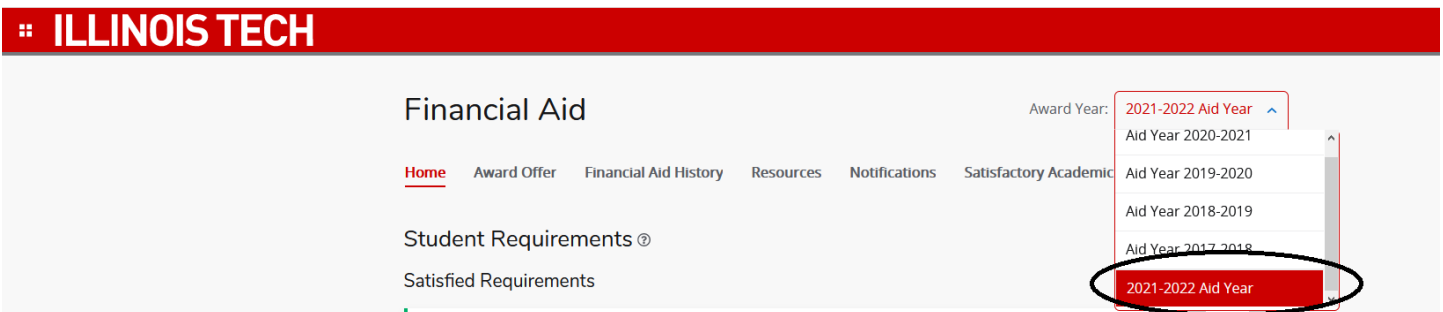 ILLINOIS TECH
Financial Aid
Award Year: 2021-2022 Aid Year
Aid Year 2020-2021
Home Award Offer Financial Aid History Resources Notifications Satisfactory Academic
Aid Year 2019-2020
Aid Year 2018-2019
Student Requirements
Aid Year 2017-2018
Satisfied Requirements
2021-2022 Aid Year